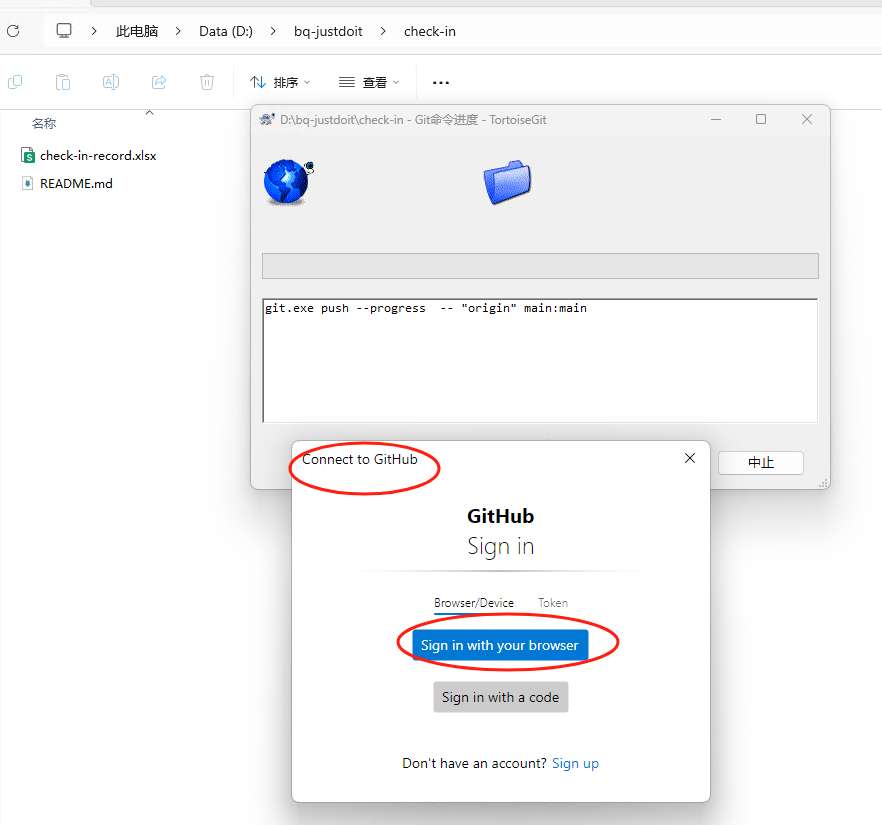 此电脑 > Data (D:) > bq-justdoit > check-in
排序 查看 ...
名称
check-in-record.xlsx
README.md
D:\bq-justdoit\check-in - Git命令进度 - TortoiseGit
git.exe push --progress  -- "origin" main:main
中止
Connect to GitHub
GitHub
Sign in
Browser/Device Token
Sign in with your browser
Sign in with a code
Don't have an account? Sign up